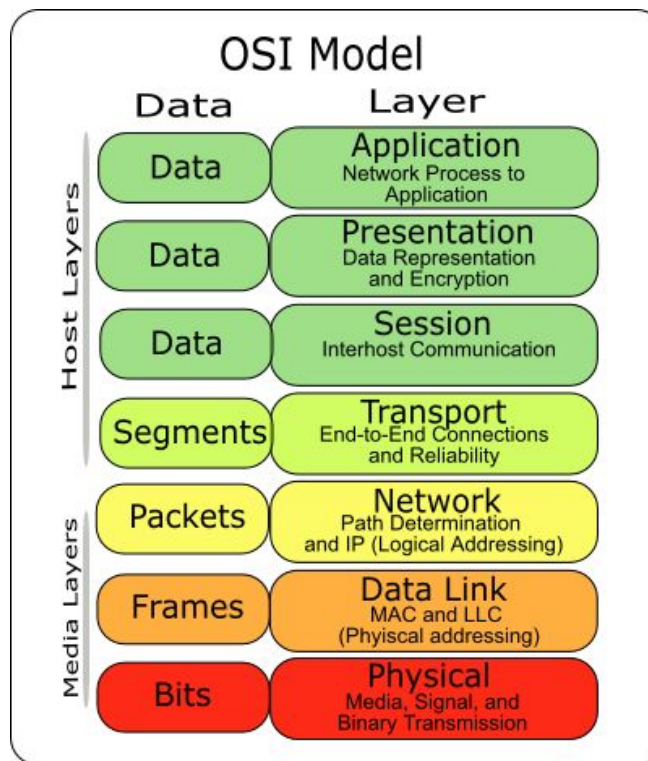 OSI Model
Data Layer
Host Layers
Data
Application
Network Process to
Application
Data
Presentation
Data Representation
and Encryption
Data
Session
Interhost Communication
Segments
Transport
End-to-End Connections
and Reliability
Media Layers
Packets
Network
Path Determination
and IP (Logical Addressing)
Frames
Data Link
MAC and LLC
(Phyiscal addressing)
Bits
Physical
Media, Signal, and
Binary Transmission